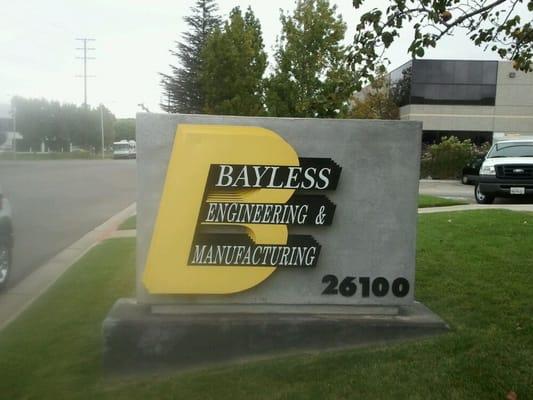 BAYLESS
ENGINEERING &
MANUFACTURING
26100